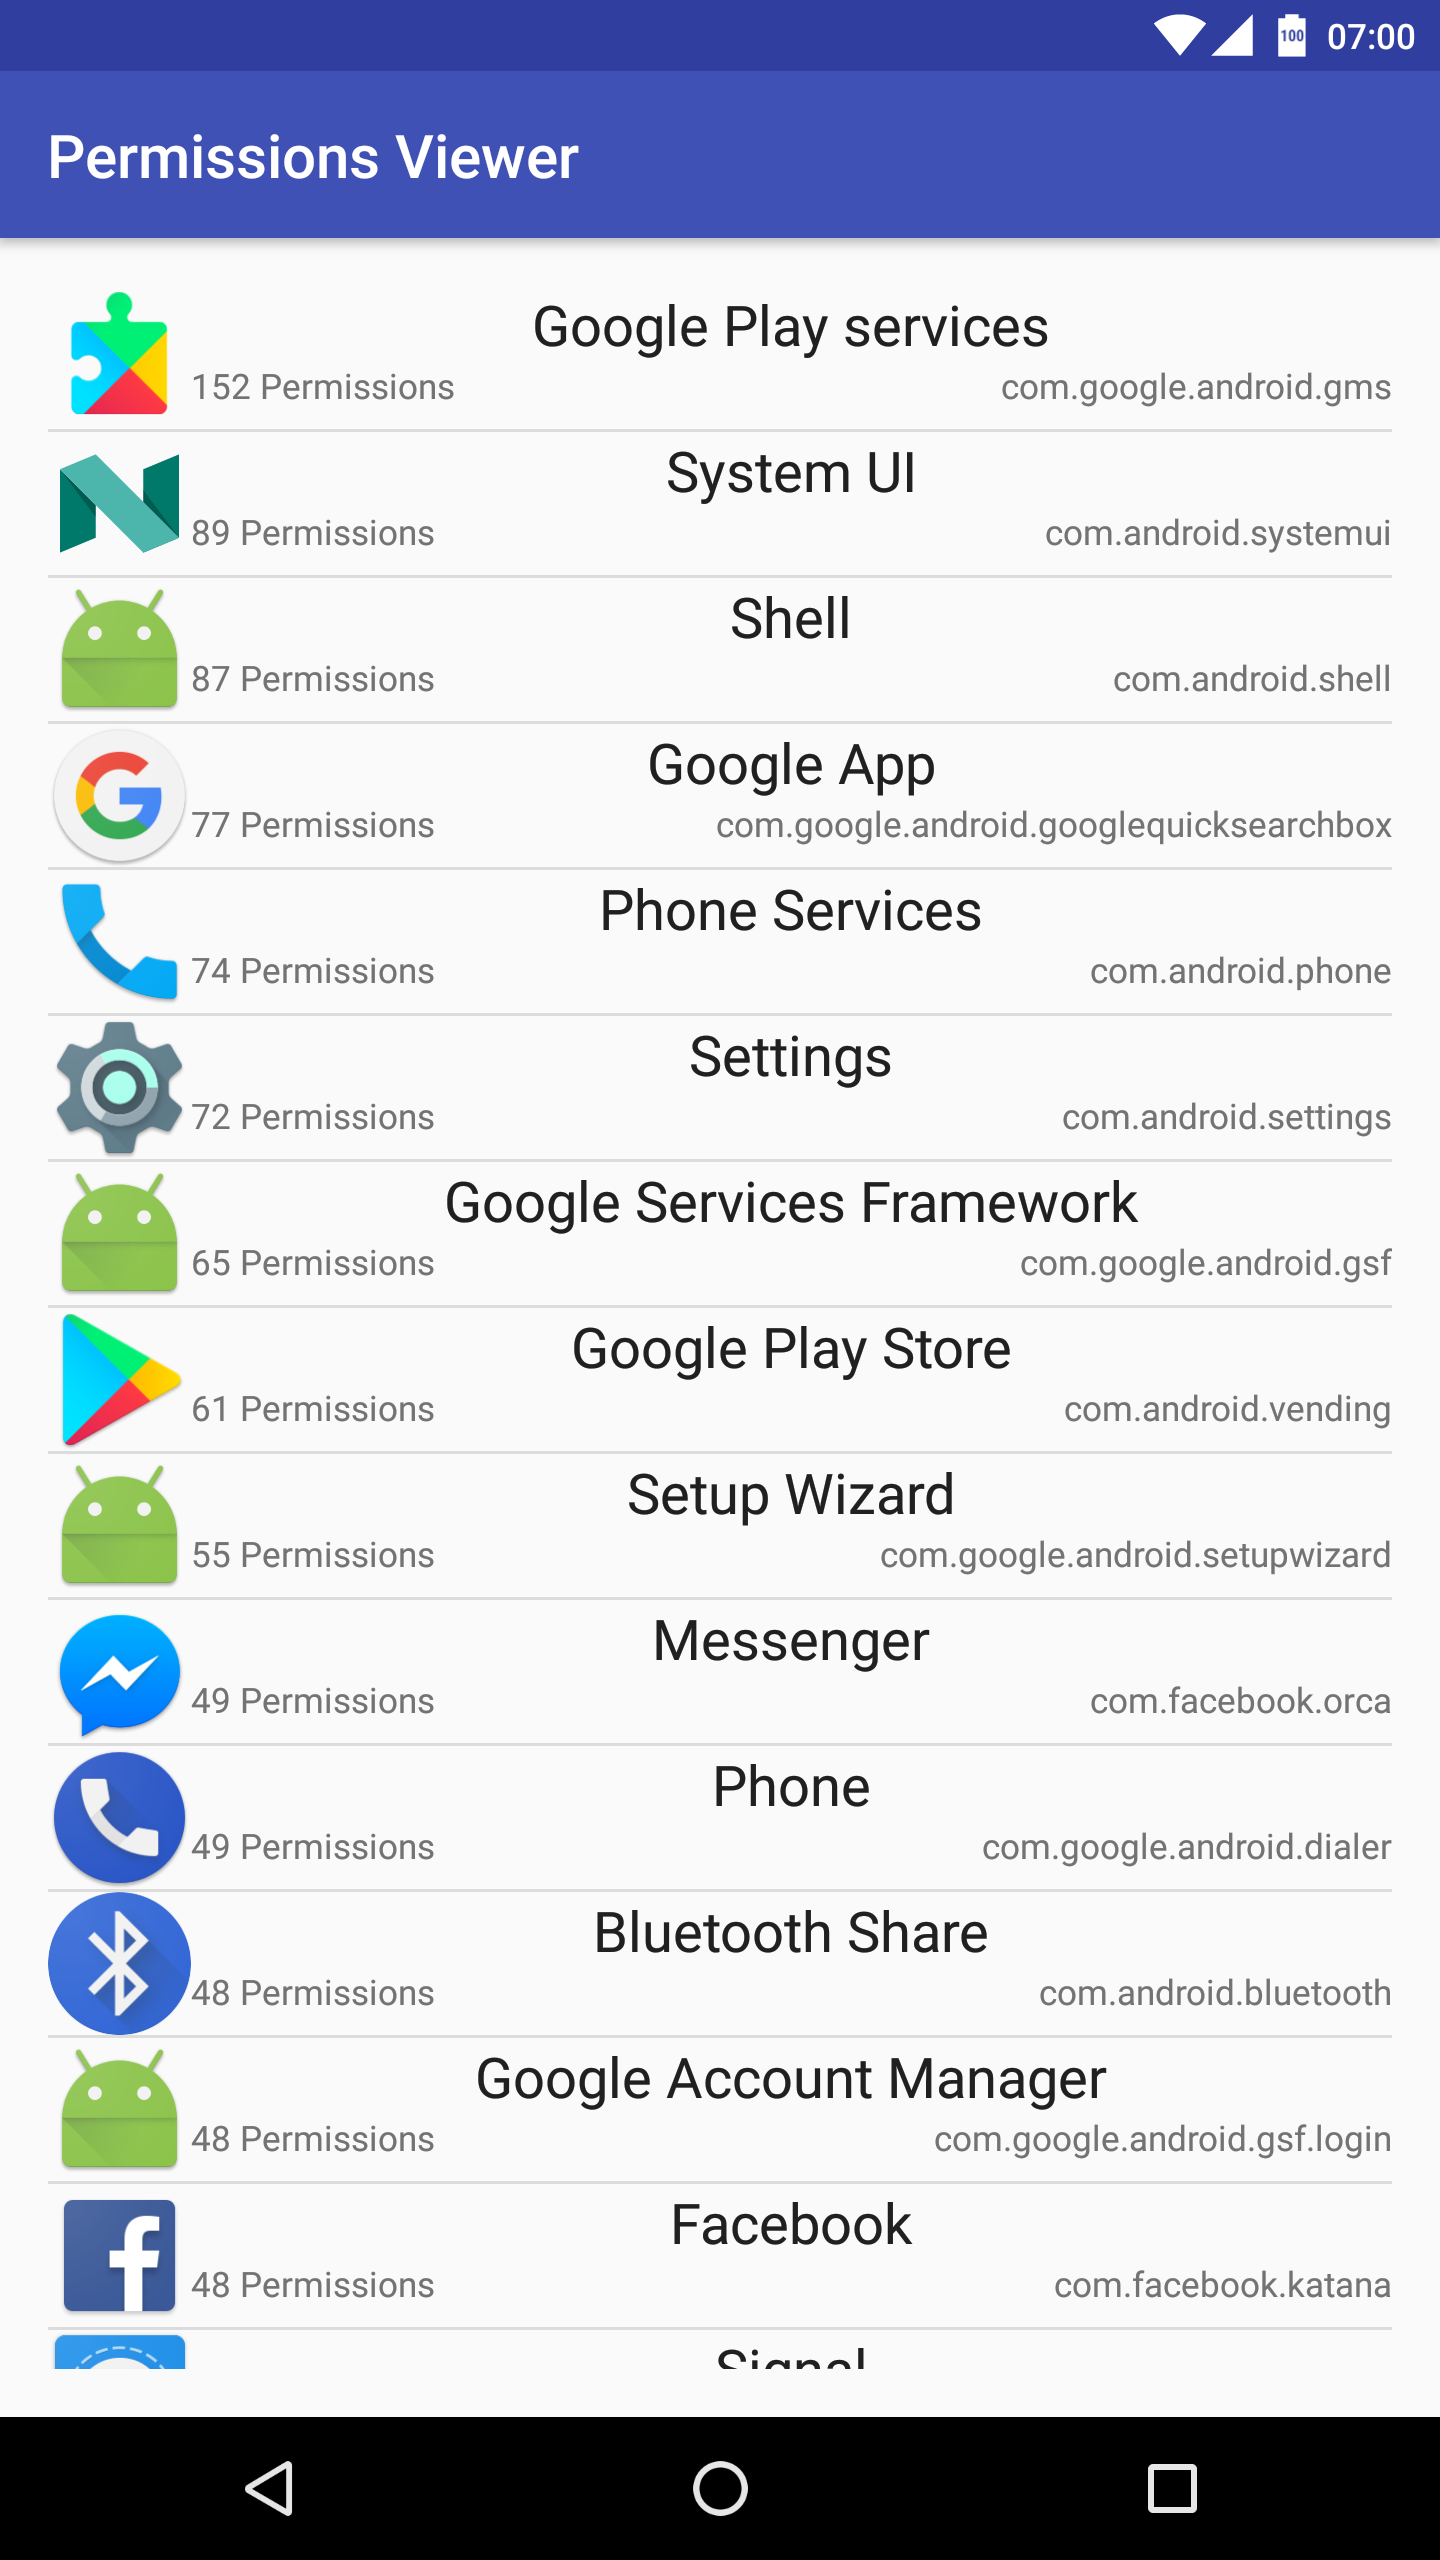 100 07:00
Permissions Viewer
Google Play services
152 Permissions com.google.android.gms
System UI
89 Permissions com.android.systemui
Shell
87 Permissions com.android.shell
Google App
77 Permissions com.google.android.googlequicksearchbox
Phone Services
74 Permissions com.android.phone
Settings
72 Permissions com.android.settings
Google Services Framework
65 Permissions com.google.android.gsf
Google Play Store
61 Permissions com.android.vending
Setup Wizard
55 Permissions com.google.android.setupwizard
Messenger
49 Permissions com.facebook.orca
Phone
49 Permissions com.google.android.dialer
Bluetooth Share
48 Permissions com.android.bluetooth
Google Account Manager
48 Permissions com.google.android.gsf.login
Facebook
48 Permissions com.facebook.katana
Signal